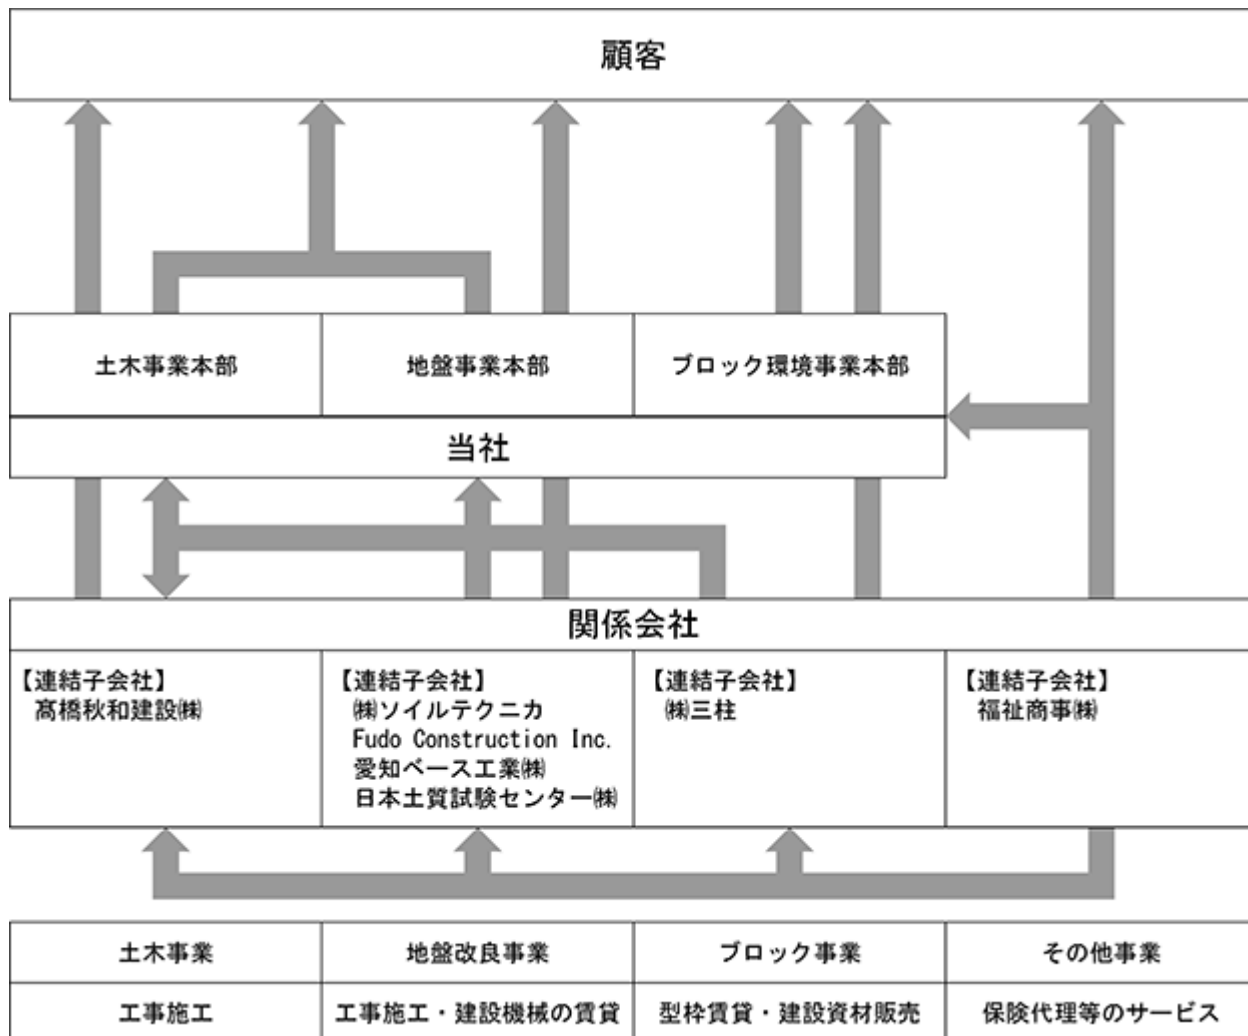 顧客
土木事業本部
地盤事業本部
ブロック環境事業本部
当社
関係会社
【連結子会社】
髙橋秋和建設㈱
【連結子会社】
㈱ソイルテクニカ
Fudo Construction Inc.
愛知ベース工業㈱
日本土質試験センター㈱
【連結子会社】
㈱三柱
【連結子会社】
福祉商事㈱
土木事業
地盤改良事業
ブロック事業
その他事業
工事施工
工事施工・建設機械の賃貸
型枠賃貸・建設資材販売
保険代理等のサービス